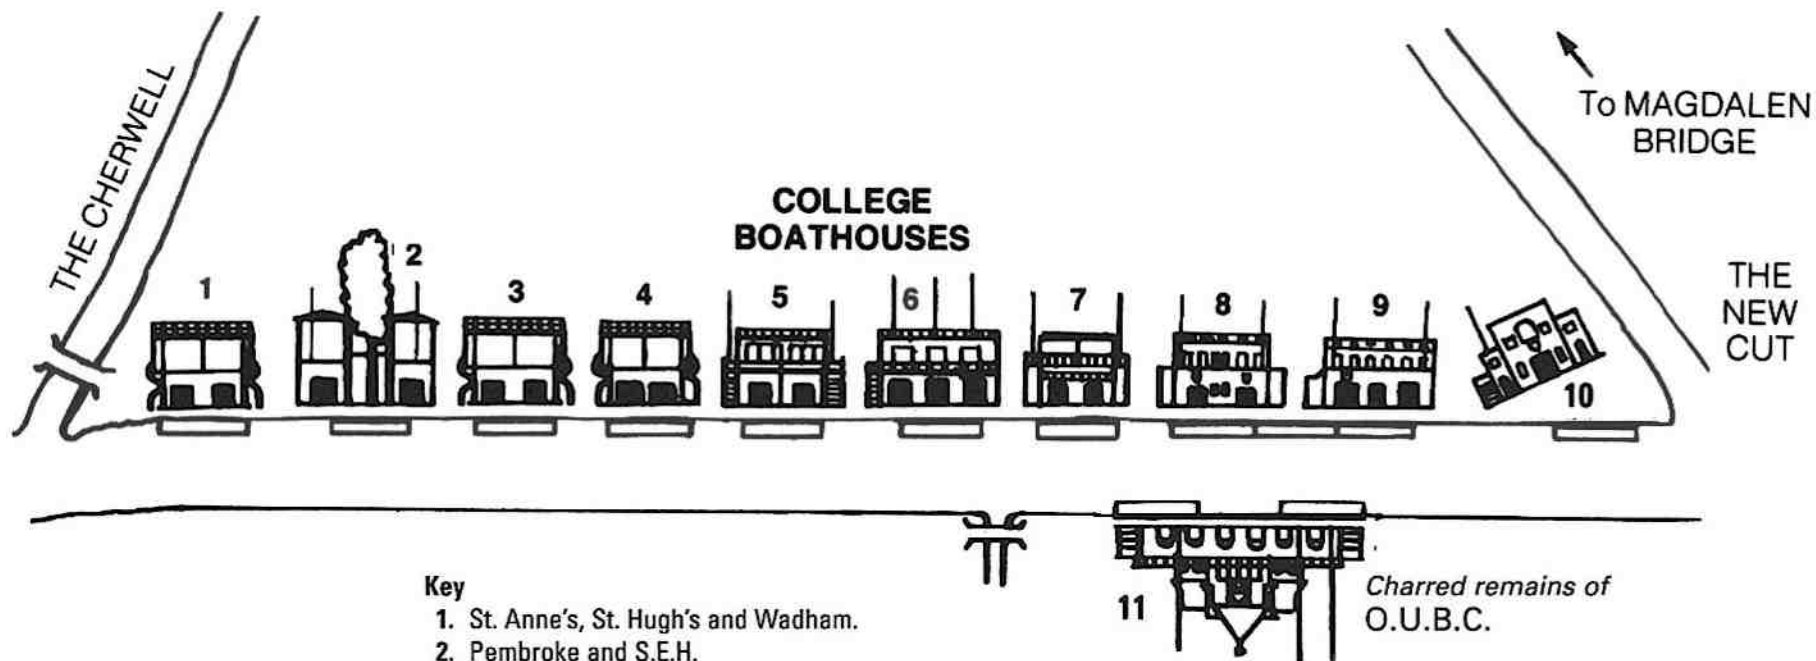 THE CHERWELL
To MAGDALEN
BRIDGE
COLLEGE
BOATHOUSES
THE
NEW
CUT
1
2
3
4
5
6
7
8
9
10
11
Charred remains of
O.U.B.C.
Key
1. St. Anne's, St. Hugh's and Wadham.
2. Pembroke and S.E.H.